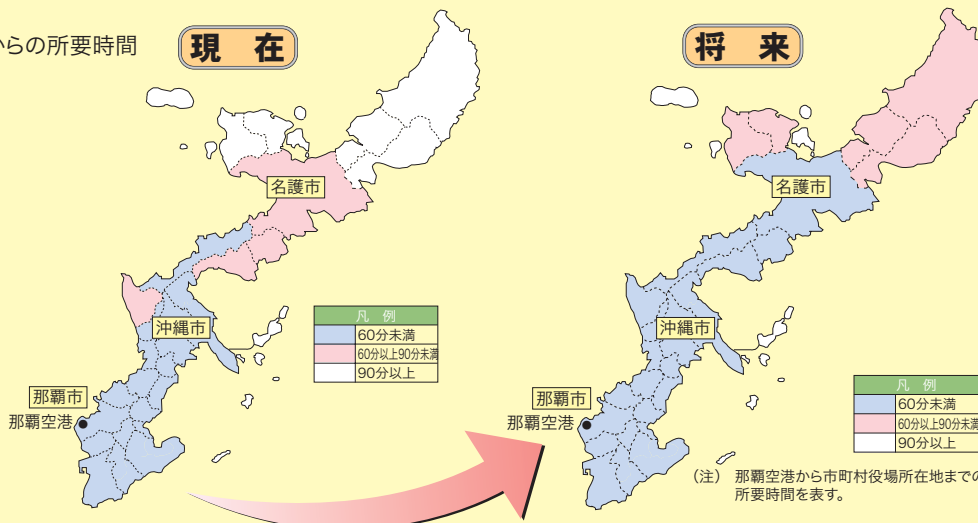 からの所要時間
現 在
将 来
名護市
沖縄市
那覇市
那覇空港
凡 例
60分未満
60分以上90分未満
90分以上
名護市
沖縄市
那覇市
那覇空港
凡 例
60分未満
60分以上90分未満
90分以上
(注) 那覇空港から市町村役場所在地までの
所要時間を表す。